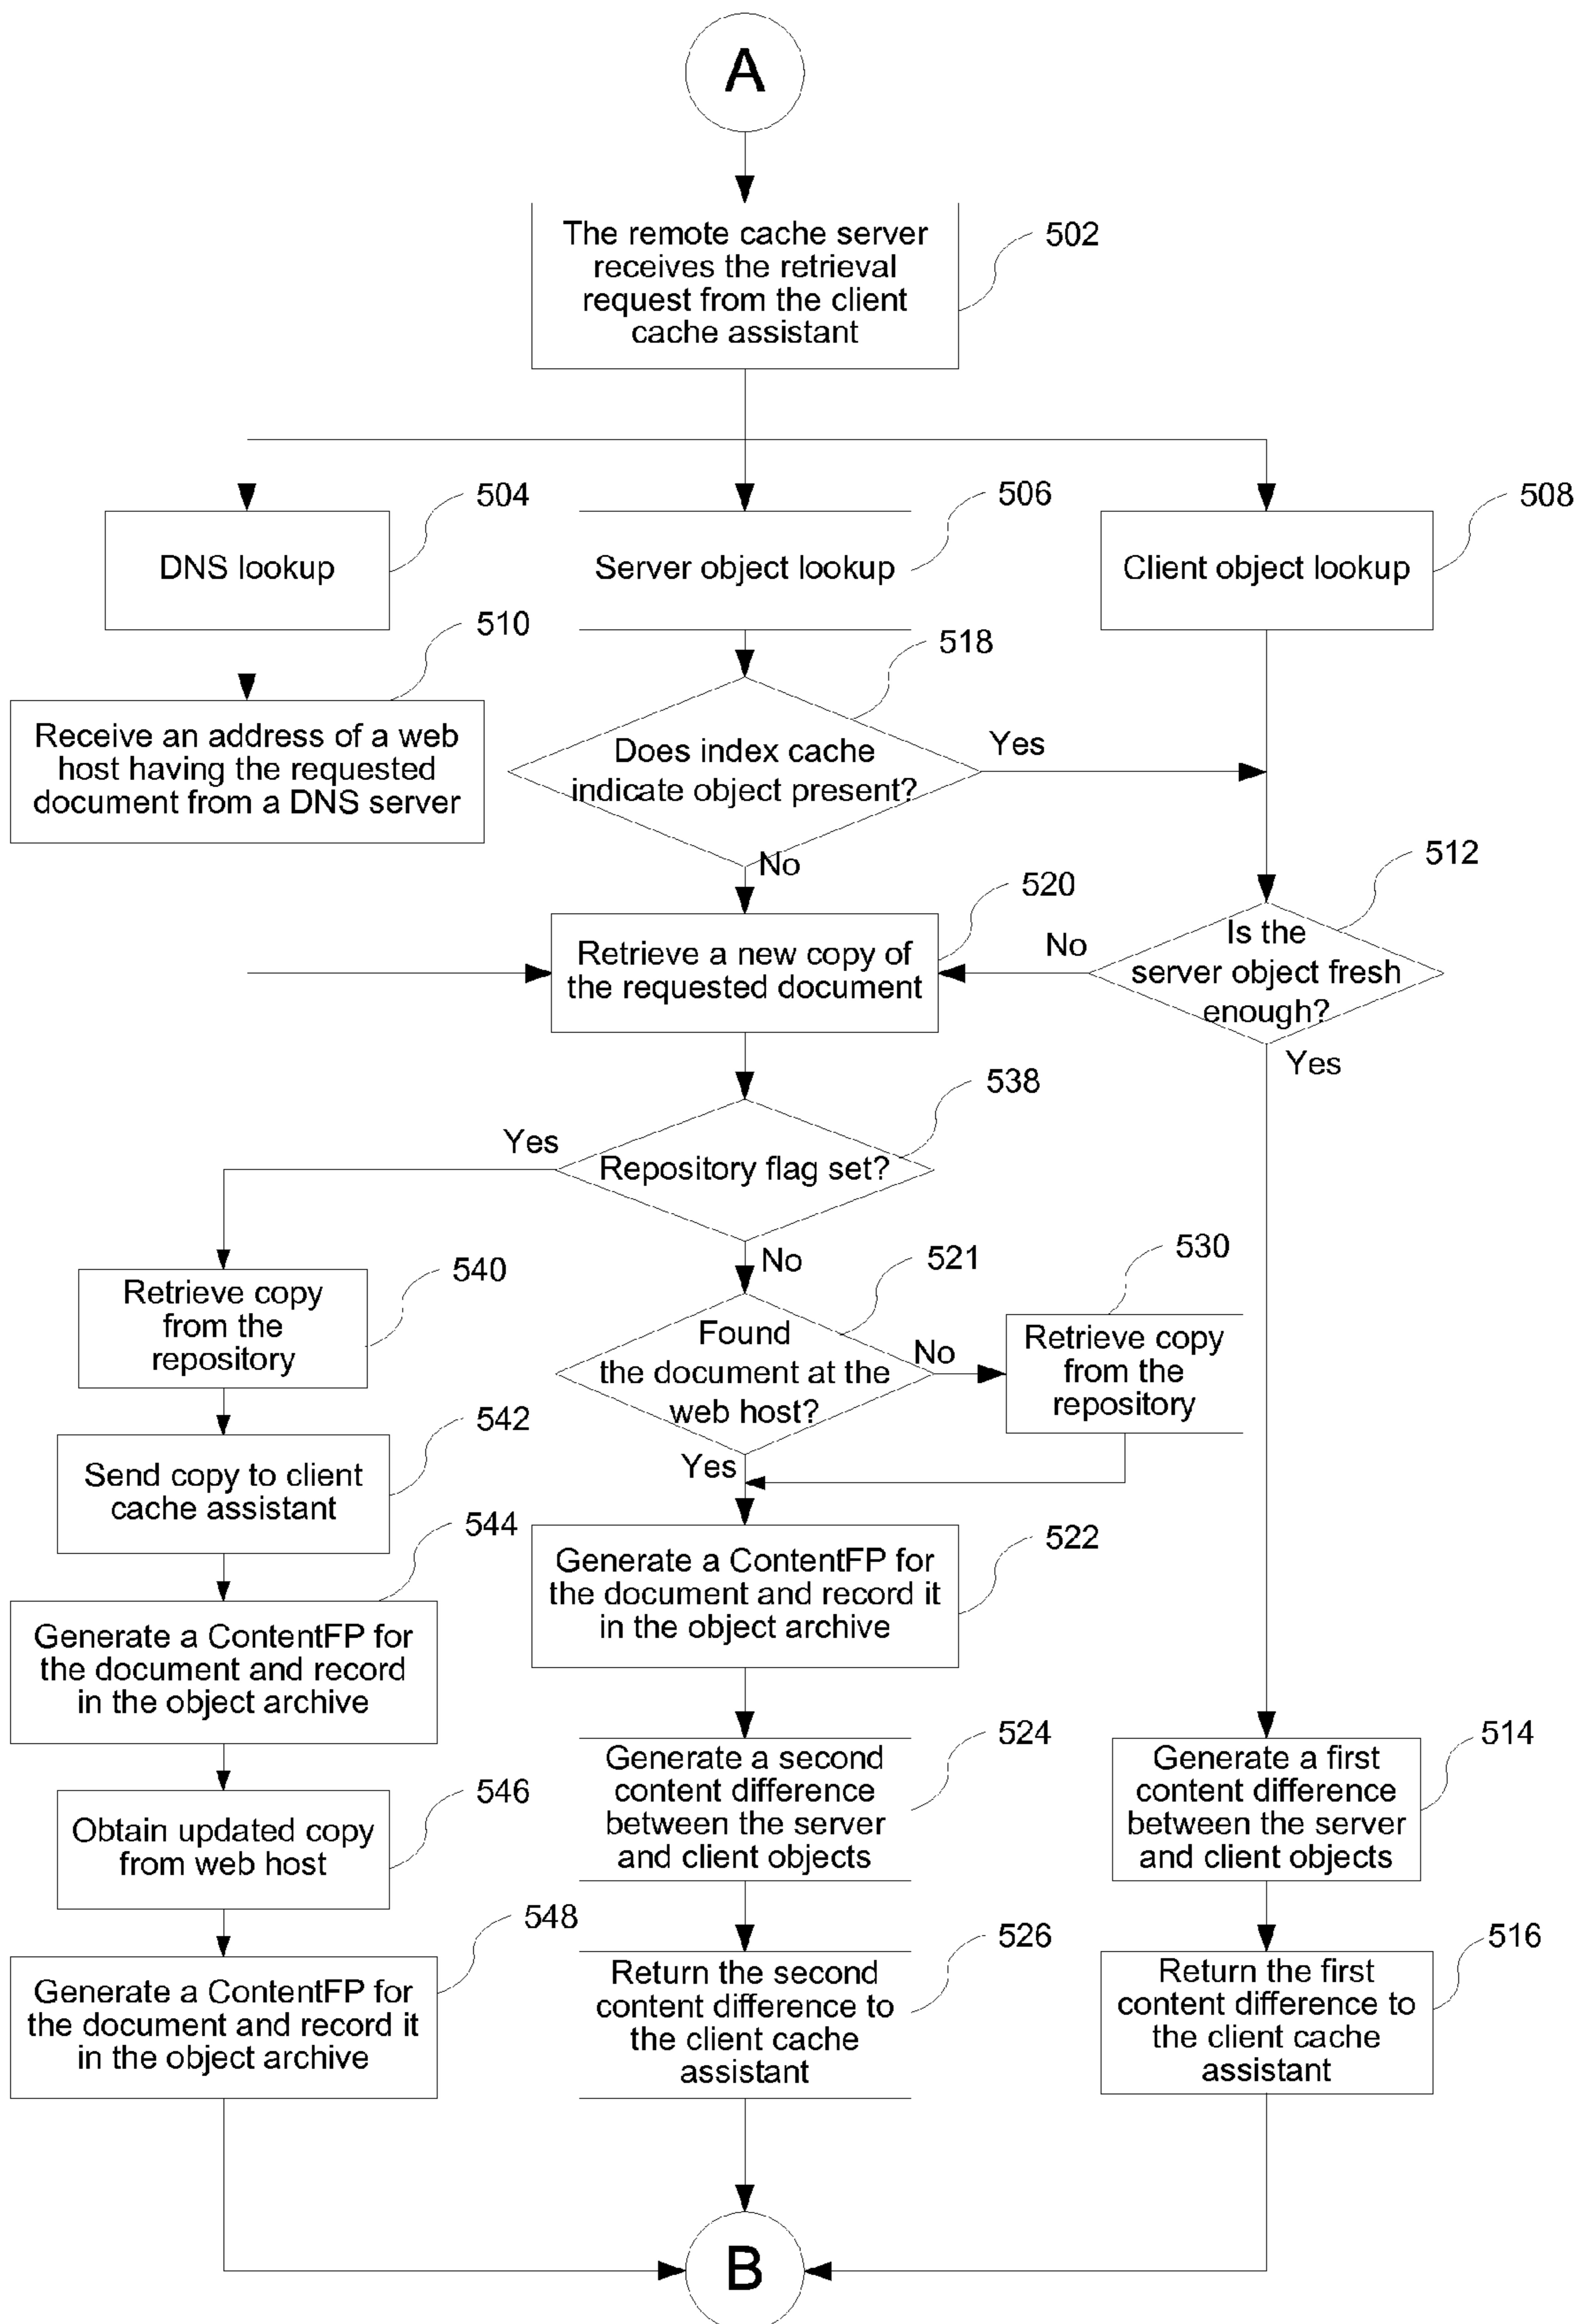 A
The remote cache server
receives the retrieval
request from the client
cache assistant
502
DNS lookup
504
Server object lookup
506
Client object lookup
508
510
Receive an address of a web
host having the requested
document from a DNS server
518
Does index cache
indicate object present?
Yes
No
512
Is the
server object fresh
enough?
No
Yes
520
Retrieve a new copy of
the requested document
538
Repository flag set?
Yes
No
540
Retrieve copy
from the
repository
521
Found
the document at the
web host?
No
Yes
530
Retrieve copy
from the
repository
542
Send copy to client
cache assistant
544
Generate a ContentFP for
the document and record
in the object archive
522
Generate a ContentFP for
the document and record it
in the object archive
546
Obtain updated copy
from web host
524
Generate a second
content difference
between the server
and client objects
514
Generate a first
content difference
between the server
and client objects
548
Generate a ContentFP for
the document and record it
in the object archive
526
Return the second
content difference to
the client cache
assistant
516
Return the first
content difference to
the client cache
assistant
B